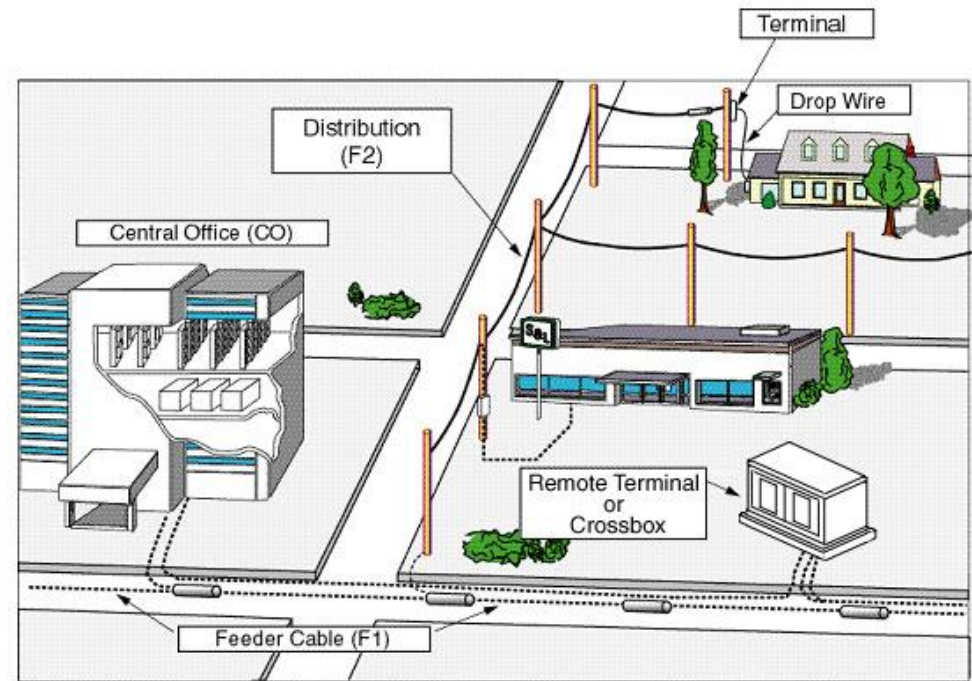 Terminal
Drop Wire
Distribution
(F2)
Central Office (CO)
S&L
Remote Terminal
or
Crossbox
Feeder Cable (F1)